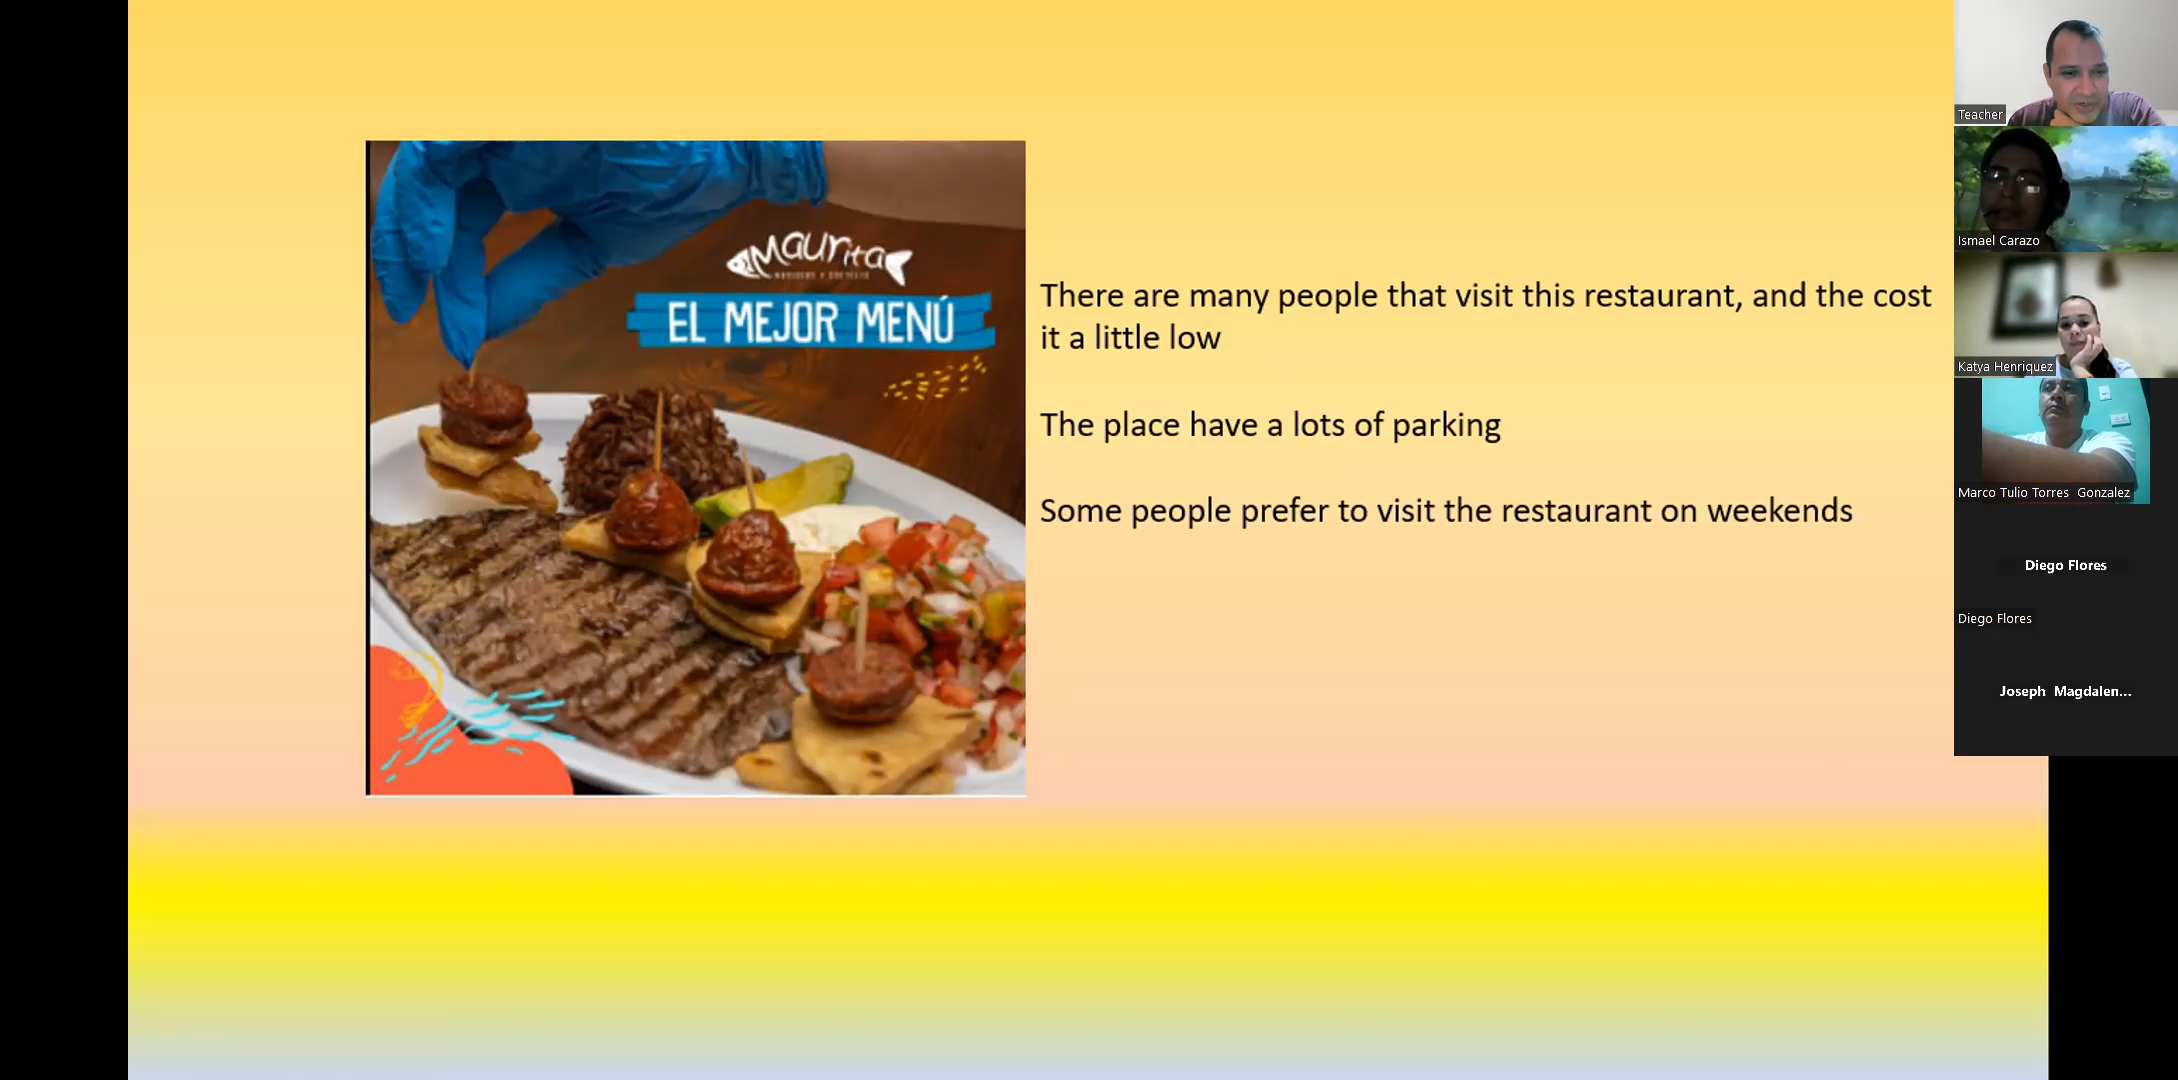 Maurita
EL MEJOR MENÚ
There are many people that visit this restaurant, and the cost
it a little low
The place have a lots of parking
Some people prefer to visit the restaurant on weekends
Teacher
Ismael Carazo
Katya Henriquez
Marco Tulio Torres Gonzalez
Diego Flores
Diego Flores
Joseph Magdalen...